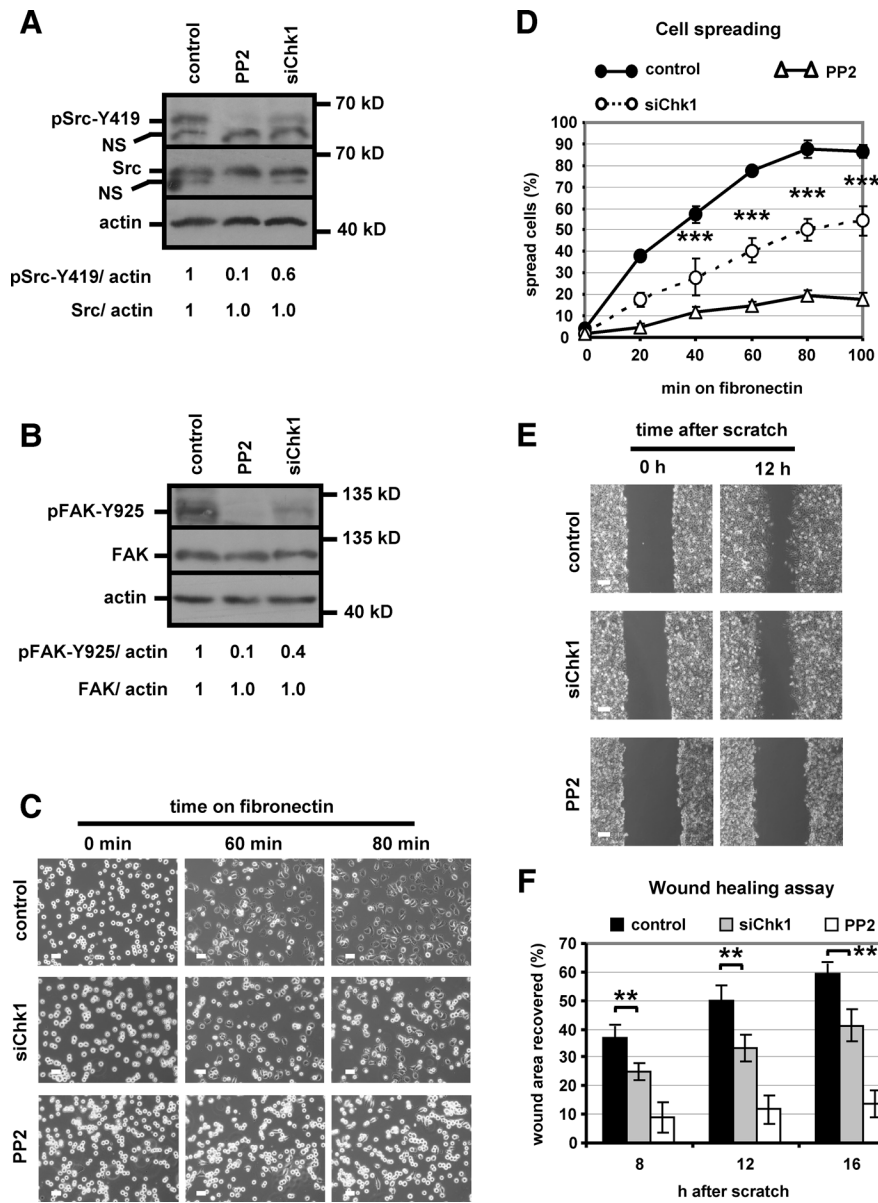 A
control
PP2
siChk1
pSrc-Y419
NS
Src
NS
actin
70 kD
70 kD
40 kD
pSrc-Y419/ actin 1 0.1 0.6
Src/ actin 1 1.0 1.0
B
control
PP2
siChk1
pFAK-Y925
FAK
actin
135 kD
135 kD
40 kD
pFAK-Y925/ actin 1 0.1 0.4
FAK/ actin 1 1.0 1.0
C
time on fibronectin
0 min 60 min 80 min
control
siChk1
PP2
D
Cell spreading
control PP2
siChk1
spread cells (%)
90
80
70
60
50
40
30
20
10
0
*** *** *** ***
0 20 40 60 80 100
min on fibronectin
E
time after scratch
0 h 12 h
control
siChk1
PP2
F
Wound healing assay
control siChk1 PP2
wound area recovered (%)
70
60
50
40
30
20
10
0
** ** **
8 12 16
h after scratch